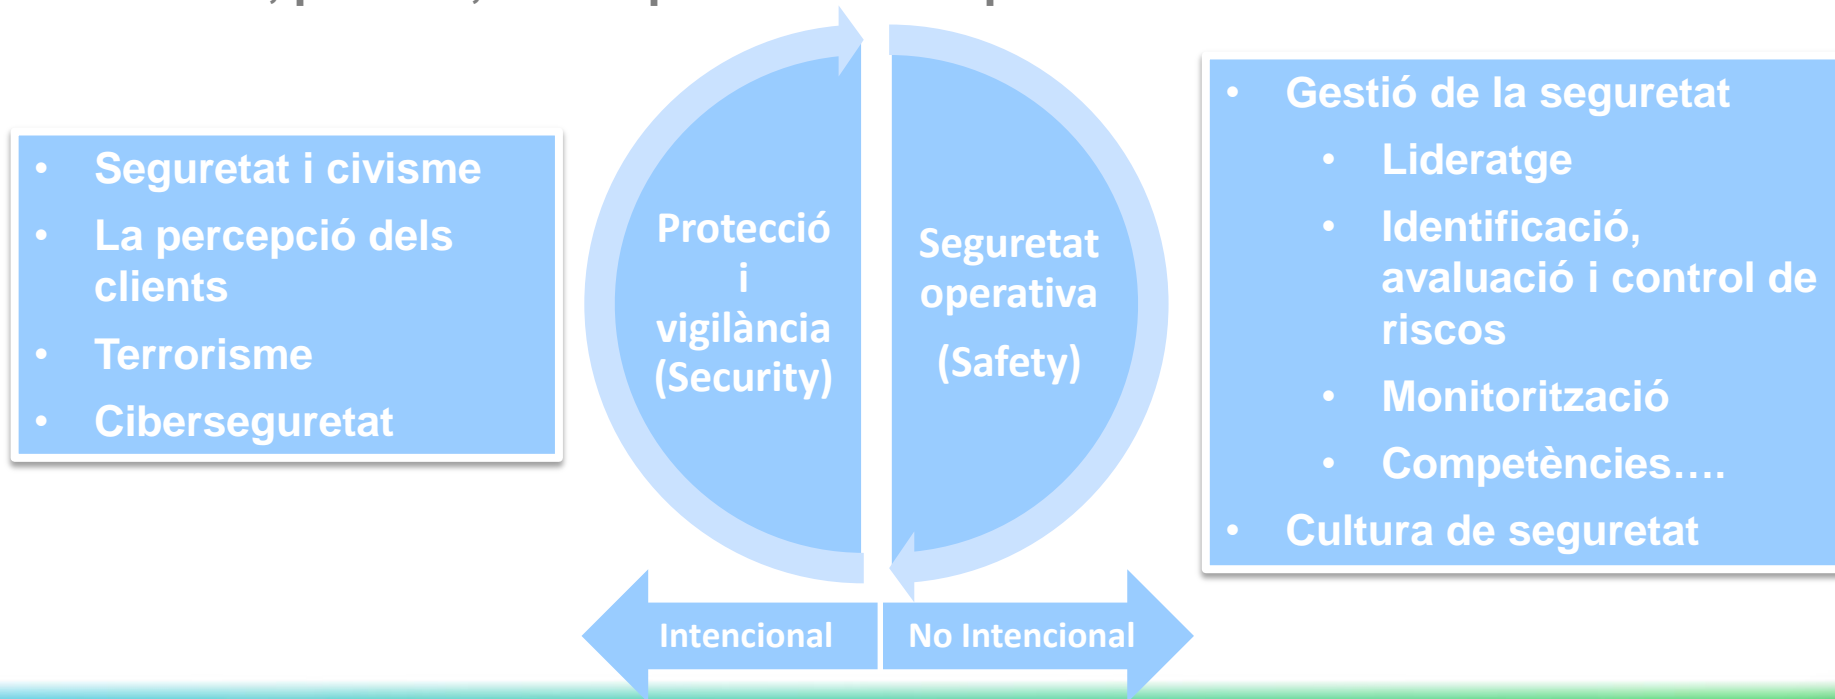 • Seguretat i civisme
• La percepció dels
clients
• Terrorisme
• Ciberseguretat
Protecció
i
vigilància
(Security)
Seguretat
operativa
(Safety)
• Gestió de la seguretat
• Lideratge
• Identificació,
avaluació i control de
riscos
• Monitorització
• Competències….
• Cultura de seguretat
Intencional
No Intencional